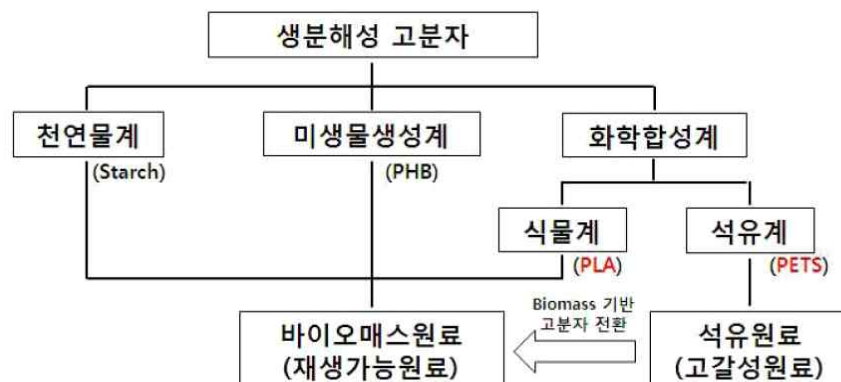 생분해성 고분자
천연물계
미생물생성계
화학합성계
(Starch)
(PHB)
식물계
석유계
(PLA)
(PETS)
Biomass 기반
고분자 전환
바이오매스원료
(재생가능원료)
석유원료
(고갈성원료)